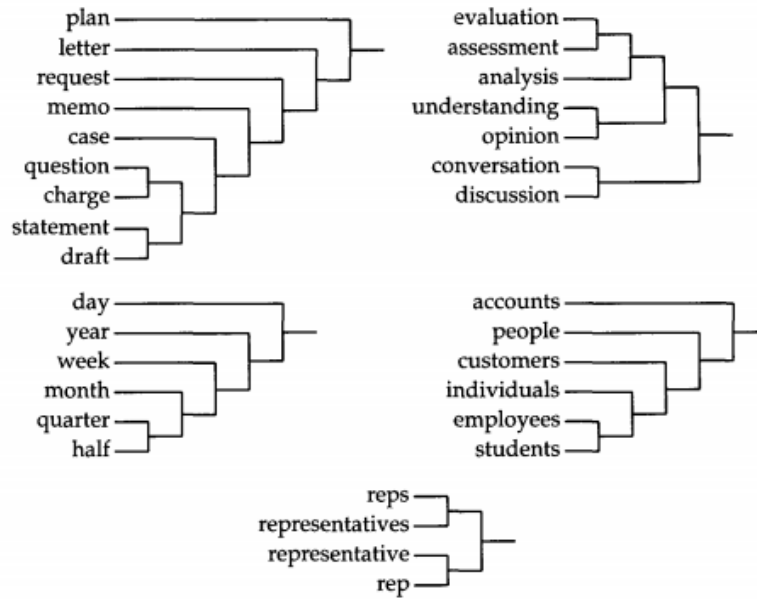 plan
letter
request
memo
case
question
charge
statement
draft
evaluation
assessment
analysis
understanding
opinion
conversation
discussion
day
year
week
month
quarter
half
accounts
people
customers
individuals
employees
students
reps
representatives
representative
rep